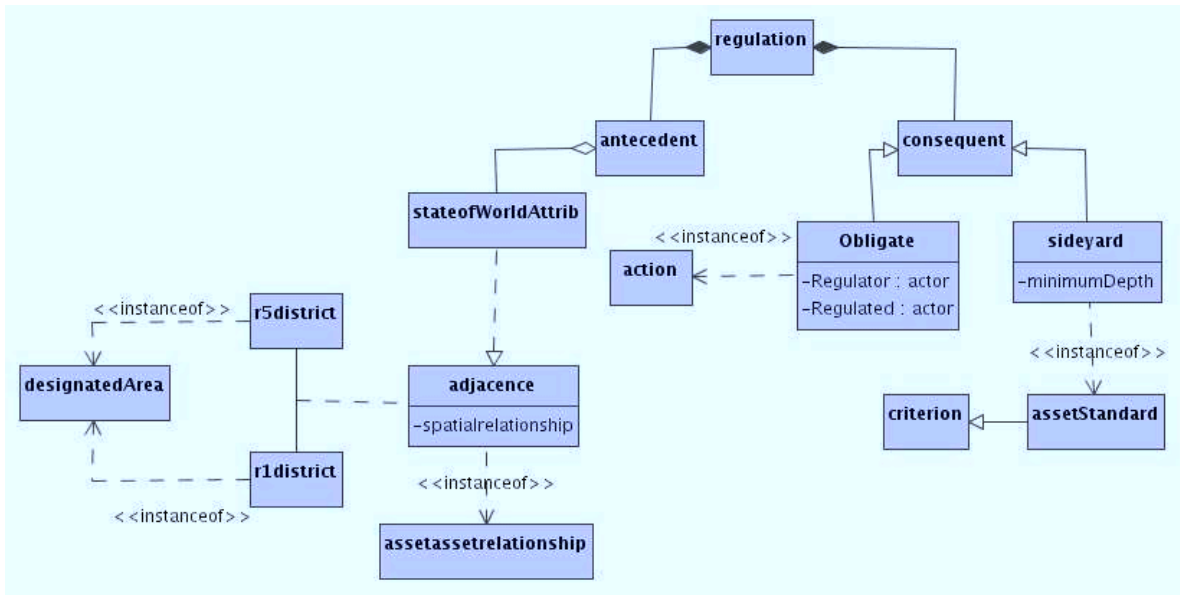 regulation
antecedent
consequent
stateofWorldAttrib
<<instanceof>>
Obligate
sideyard
action
-Regulator : actor
-Regulated : actor
-minimumDepth
<<instanceof>>
r5district
<<instanceof>>
designatedArea
adjacence
-spatialrelationship
criterion
assetStandard
r1district
<<instanceof>>
<<instanceof>>
assetassetrelationship